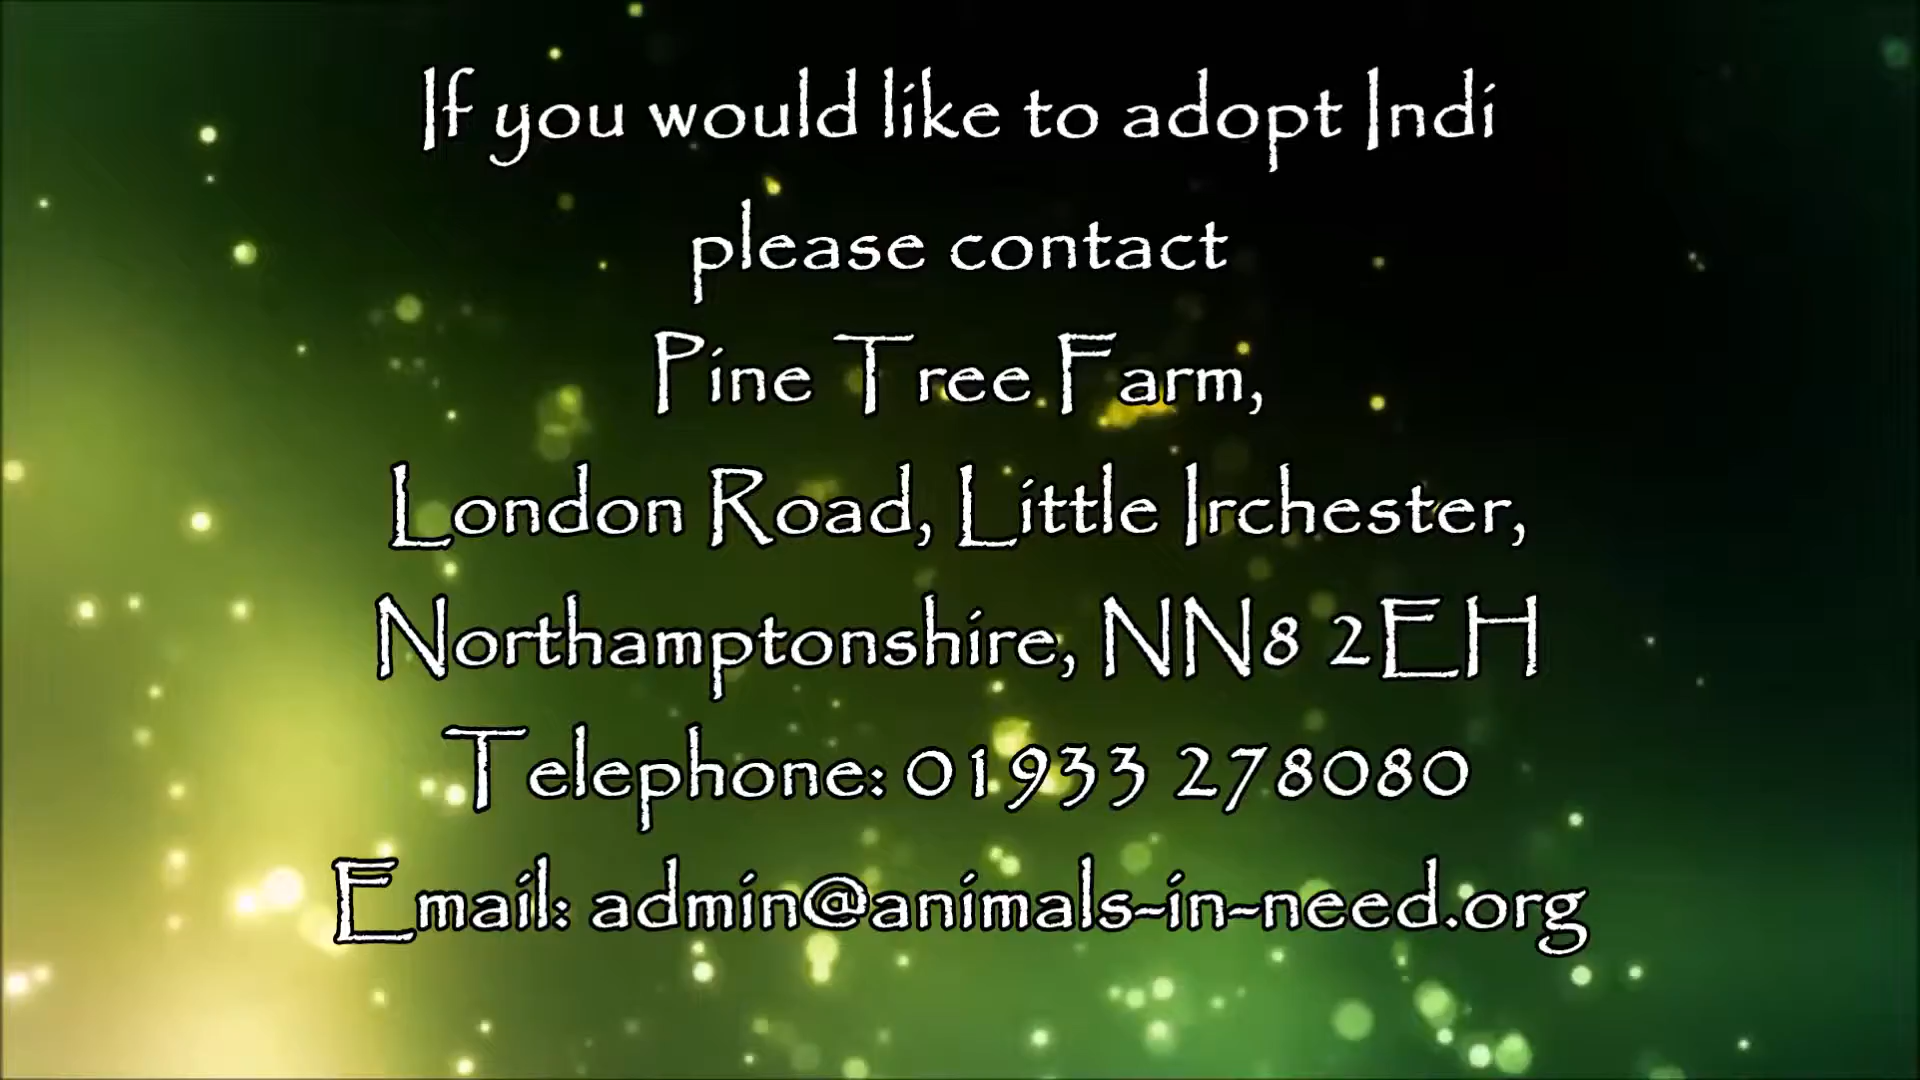 If you would like to adopt Indi
please contact
Pine Tree Farm,
London Road, Little Irchester,
Northamptonshire, NN8 2EH
Telephone: 01933 278080
Email: admin@animals-in-need.org